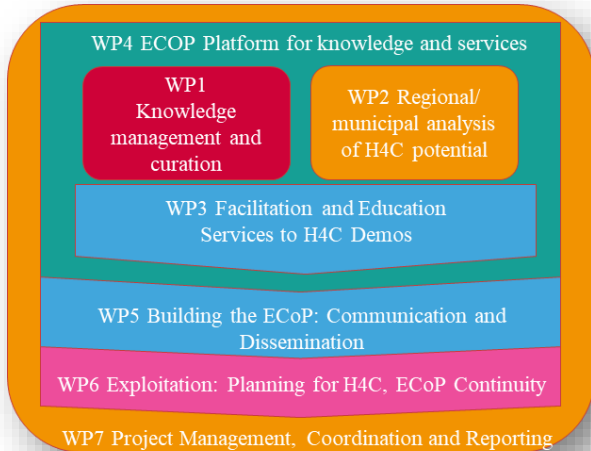 WP4 ECOP Platform for knowledge and services
WP1
Knowledge
management and
curation
WP2 Regional/
municipal analysis
of H4C potential
WP3 Facilitation and Education
Services to H4C Demos
WP5 Building the ECoP: Communication and
Dissemination
WP6 Exploitation: Planning for H4C, ECoP Continuity
WP7 Project Management, Coordination and Reporting